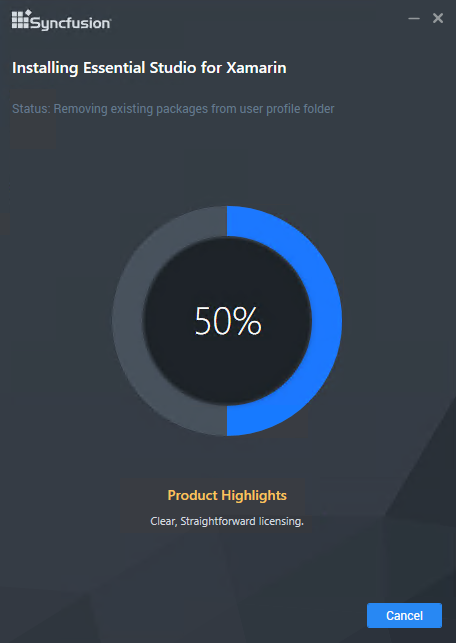 Syncfusion
Installing Essential Studio for Xamarin
Status: Removing existing packages from user profile folder
50%
Product Highlights
Clear, Straightforward licensing.
Cancel